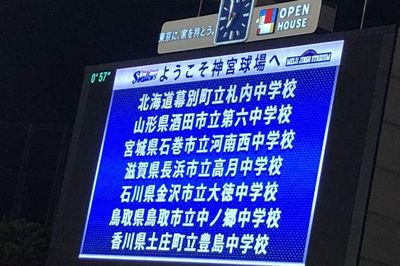 東京に、家を持とう。
OPEN
HOUSE
0'57"
Swallows
ようこそ神宮球場へ
MEIJI JINGU STADIUM
北海道幕別町立札内中学校
山形県酒田市立第六中学校
宮城県石巻市立河南西中学校
滋賀県長浜市立高月中学校
石川県金沢市立大徳中学校
鳥取県鳥取市立中ノ郷中学校
香川県土庄町立豊島中学校